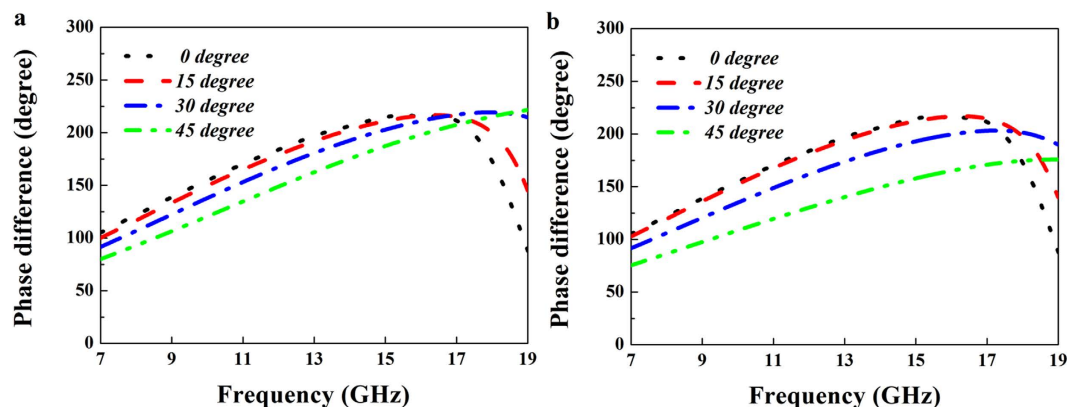 a
300
250
200
150
100
50
0
Phase difference (degree)
0 degree
15 degree
30 degree
45 degree
7 9 11 13 15 17 19
Frequency (GHz)
b
300
250
200
150
100
50
0
Phase difference (degree)
0 degree
15 degree
30 degree
45 degree
7 9 11 13 15 17 19
Frequency (GHz)